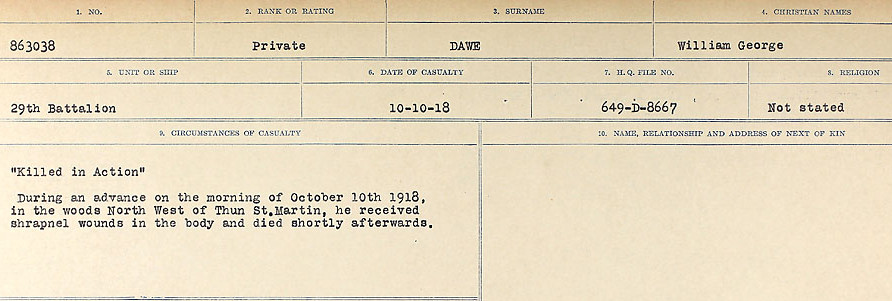 1. NO. 2. RANK OR RATING 3. SURNAME 4. CHRISTIAN NAMES
863038 Private DAWE William George
5. UNIT OR SHIP 6. DATE OF CASUALTY 7. H.Q. FILE NO. 8. RELIGION
29th Battalion 10-10-18 649-D-8667 Not stated
9. CIRCUMSTANCES OF CASUALTY 10. NAME, RELATIONSHIP AND ADDRESS OF NEXT OF KIN
"Killed in Action"
During an advance on the morning of October 10th 1918,
in the woods North West of Thun St.Martin, he received
shrapnel wounds in the body and died shortly afterwards.